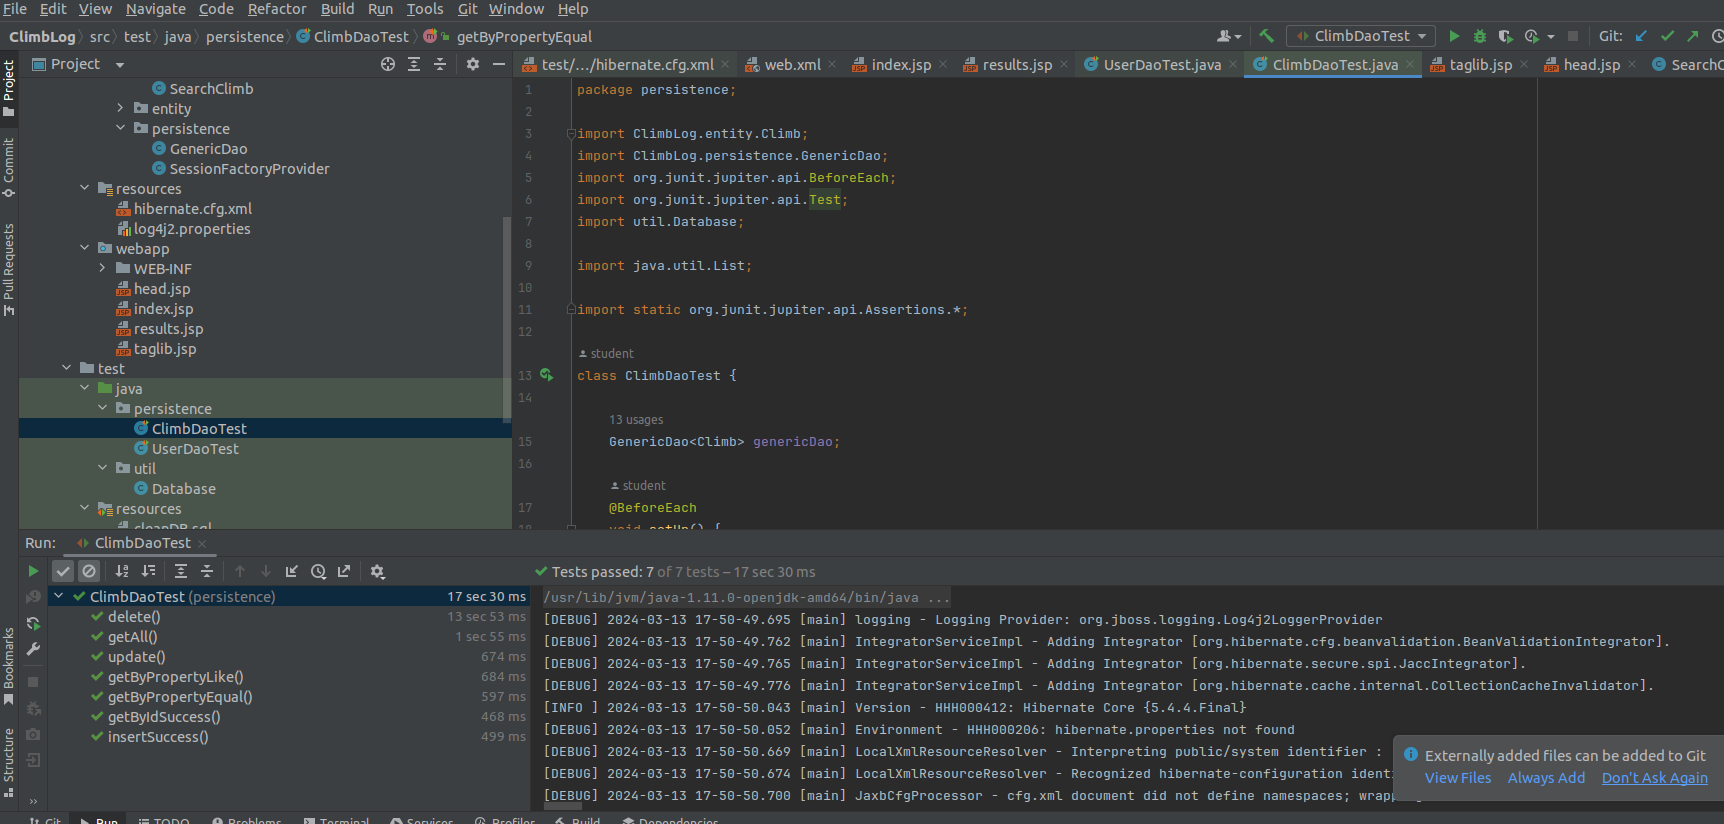 File Edit View Navigate Code Refactor Build Run Tools Git Window Help
ClimbLog src test java persistence ClimbDaoTest getByPropertyEqual
ClimbDaoTest Git:
Project
test/.../hibernate.cfg.xml web.xml index.jsp results.jsp UserDaoTest.java ClimbDaoTest.java taglib.jsp head.jsp SearchC
Project
Commit
Pull Requests
Bookmarks
Structure
SearchClimb
entity
persistence
GenericDao
SessionFactoryProvider
resources
hibernate.cfg.xml
log4j2.properties
webapp
WEB-INF
head.jsp
index.jsp
results.jsp
taglib.jsp
test
java
persistence
ClimbDaoTest
UserDaoTest
util
Database
resources
cleanDB.sql
1 package persistence;
2
3 import ClimbLog.entity.Climb;
4 import ClimbLog.persistence.GenericDao;
5 import org.junit.jupiter.api.BeforeEach;
6 import org.junit.jupiter.api.Test;
7 import util.Database;
8
9 import java.util.List;
10
11 import static org.junit.jupiter.api.Assertions.*;
12
student
13 class ClimbDaoTest {
14
13 usages
15 GenericDao<Climb> genericDao;
16
student
17 @BeforeEach
18 void setUp() {
Run: ClimbDaoTest
Tests passed: 7 of 7 tests – 17 sec 30 ms
ClimbDaoTest (persistence) 17 sec 30 ms
delete() 13 sec 53 ms
getAll() 1 sec 55 ms
update() 674 ms
getByPropertyLike() 684 ms
getByPropertyEqual() 597 ms
getByIdSuccess() 468 ms
insertSuccess() 499 ms
/usr/lib/jvm/java-1.11.0-openjdk-amd64/bin/java ...
[DEBUG] 2024-03-13 17-50-49.695 [main] logging - Logging Provider: org.jboss.logging.Log4j2LoggerProvider
[DEBUG] 2024-03-13 17-50-49.762 [main] IntegratorServiceImpl - Adding Integrator [org.hibernate.cfg.beanvalidation.BeanValidationIntegrator].
[DEBUG] 2024-03-13 17-50-49.765 [main] IntegratorServiceImpl - Adding Integrator [org.hibernate.secure.spi.JaccIntegrator].
[DEBUG] 2024-03-13 17-50-49.776 [main] IntegratorServiceImpl - Adding Integrator [org.hibernate.cache.internal.CollectionCacheInvalidator].
[INFO ] 2024-03-13 17-50-50.043 [main] Version - HHH000412: Hibernate Core {5.4.4.Final}
[DEBUG] 2024-03-13 17-50-50.052 [main] Environment - HHH000206: hibernate.properties not found
[DEBUG] 2024-03-13 17-50-50.669 [main] LocalXmlResourceResolver - Interpreting public/system identifier :
[DEBUG] 2024-03-13 17-50-50.674 [main] LocalXmlResourceResolver - Recognized hibernate-configuration identi
[DEBUG] 2024-03-13 17-50-50.700 [main] JaxbCfgProcessor - cfg.xml document did not define namespaces; wrapp
Externally added files can be added to Git
View Files Always Add Don't Ask Again
Git Run TODO Problems Terminal Services Profiler Build Dependencies